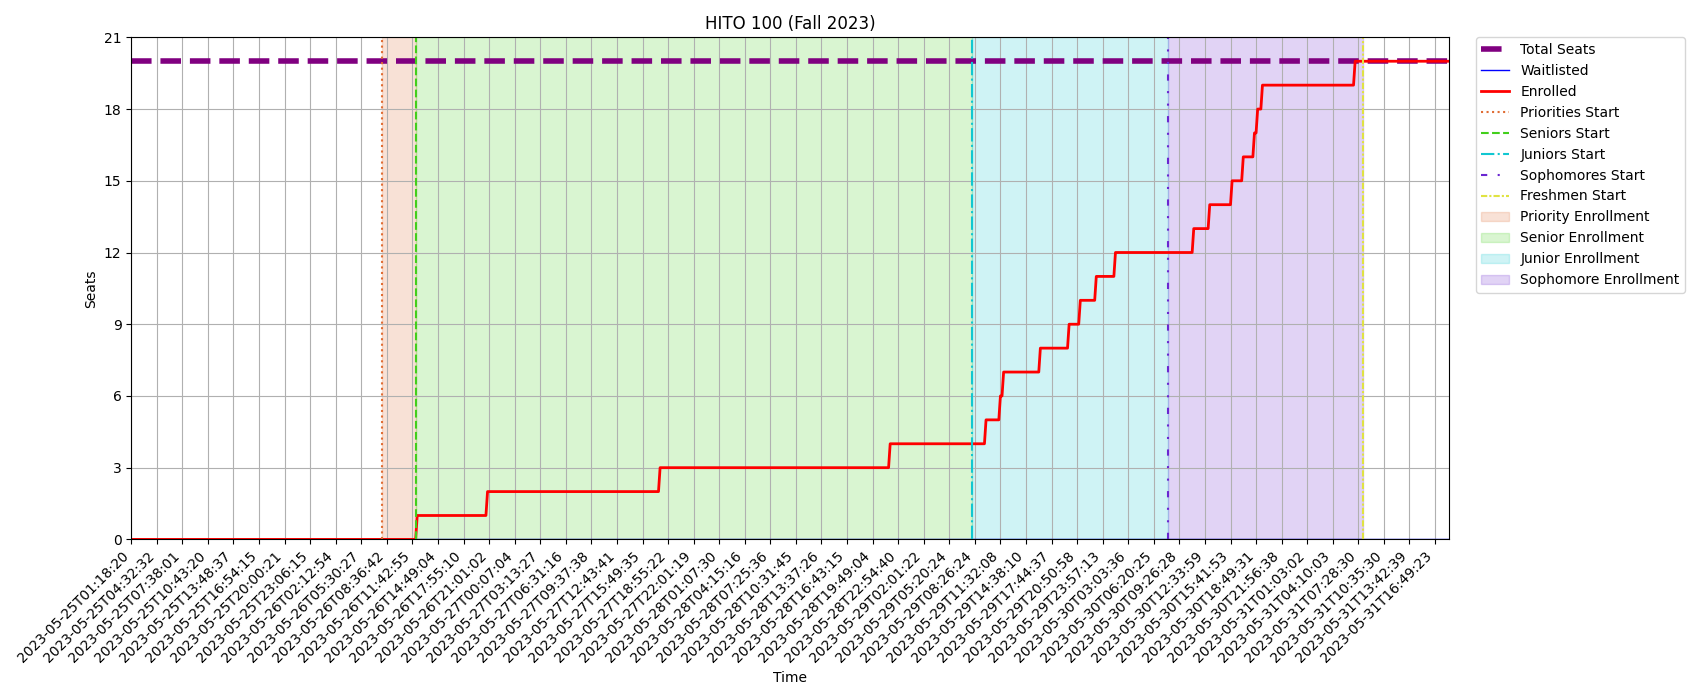 HITO 100 (Fall 2023)
21
18
15
12
9
6
3
0
Seats
2023-05-25T01:18:20
2023-05-25T04:32:32
2023-05-25T07:38:01
2023-05-25T10:43:20
2023-05-25T13:48:37
2023-05-25T16:54:15
2023-05-25T20:00:21
2023-05-25T23:06:15
2023-05-26T02:12:54
2023-05-26T05:30:27
2023-05-26T08:36:42
2023-05-26T11:42:55
2023-05-26T14:49:04
2023-05-26T17:55:10
2023-05-26T21:01:02
2023-05-27T00:07:04
2023-05-27T03:13:27
2023-05-27T06:31:16
2023-05-27T09:37:38
2023-05-27T12:43:41
2023-05-27T15:49:35
2023-05-27T18:55:22
2023-05-27T22:01:19
2023-05-28T01:07:30
2023-05-28T04:15:16
2023-05-28T07:25:36
2023-05-28T10:31:45
2023-05-28T13:37:26
2023-05-28T16:43:15
2023-05-28T19:49:04
2023-05-28T22:54:40
2023-05-29T02:01:22
2023-05-29T05:20:24
2023-05-29T08:26:24
2023-05-29T11:32:08
2023-05-29T14:38:10
2023-05-29T17:44:37
2023-05-29T20:50:58
2023-05-29T23:57:13
2023-05-30T03:03:36
2023-05-30T06:20:25
2023-05-30T09:26:28
2023-05-30T12:33:59
2023-05-30T15:41:53
2023-05-30T18:49:31
2023-05-30T21:56:38
2023-05-31T01:03:02
2023-05-31T04:10:03
2023-05-31T07:28:30
2023-05-31T10:35:30
2023-05-31T13:42:39
2023-05-31T16:49:23
Time
Total Seats
Waitlisted
Enrolled
Priorities Start
Seniors Start
Juniors Start
Sophomores Start
Freshmen Start
Priority Enrollment
Senior Enrollment
Junior Enrollment
Sophomore Enrollment